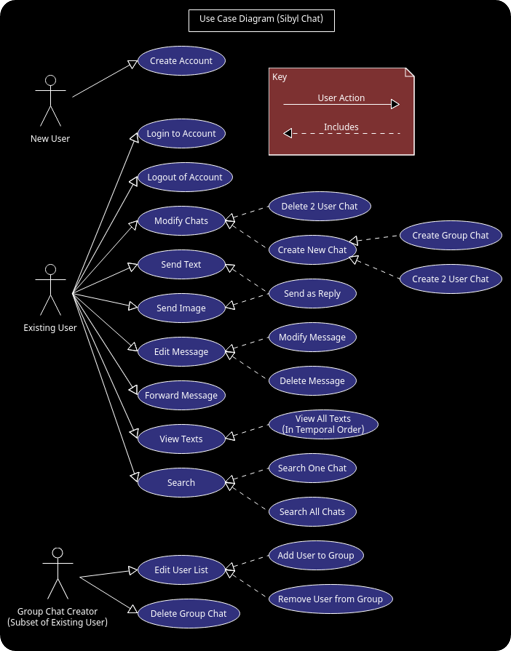 Use Case Diagram (Sibyl Chat)
Create Account
Key
User Action
Includes
New User
Login to Account
Logout of Account
Modify Chats
Delete 2 User Chat
Create New Chat
Create Group Chat
Create 2 User Chat
Send Text
Send as Reply
Send Image
Existing User
Edit Message
Modify Message
Delete Message
Forward Message
View Texts
View All Texts
(In Temporal Order)
Search
Search One Chat
Search All Chats
Group Chat Creator
(Subset of Existing User)
Edit User List
Add User to Group
Remove User from Group
Delete Group Chat